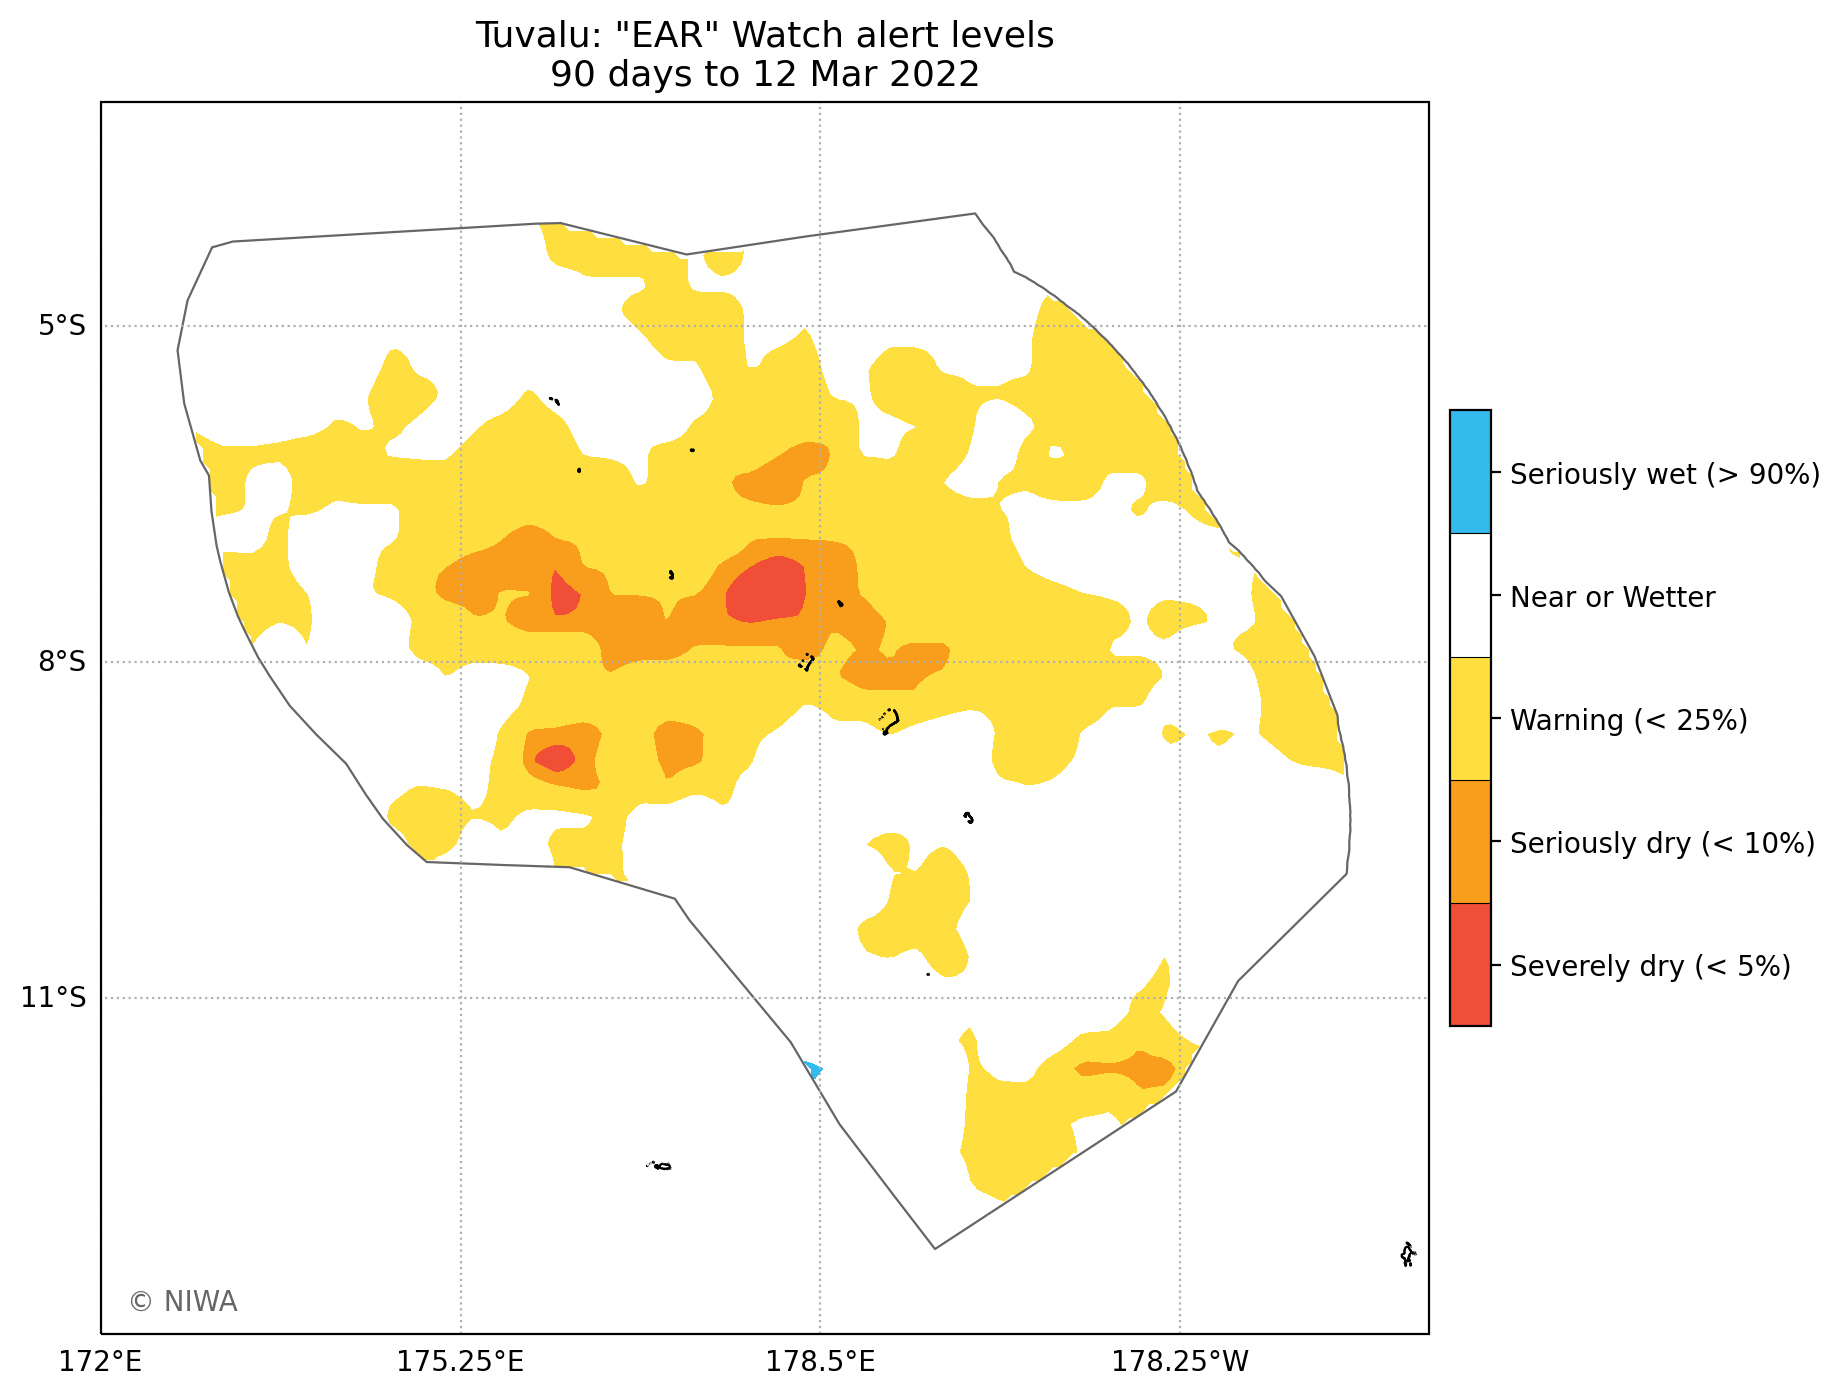 Tuvalu: "EAR" Watch alert levels
90 days to 12 Mar 2022
5°S
8°S
11°S
172°E
175.25°E
178.5°E
178.25°W
© NIWA
Seriously wet (> 90%)
Near or Wetter
Warning (< 25%)
Seriously dry (< 10%)
Severely dry (< 5%)